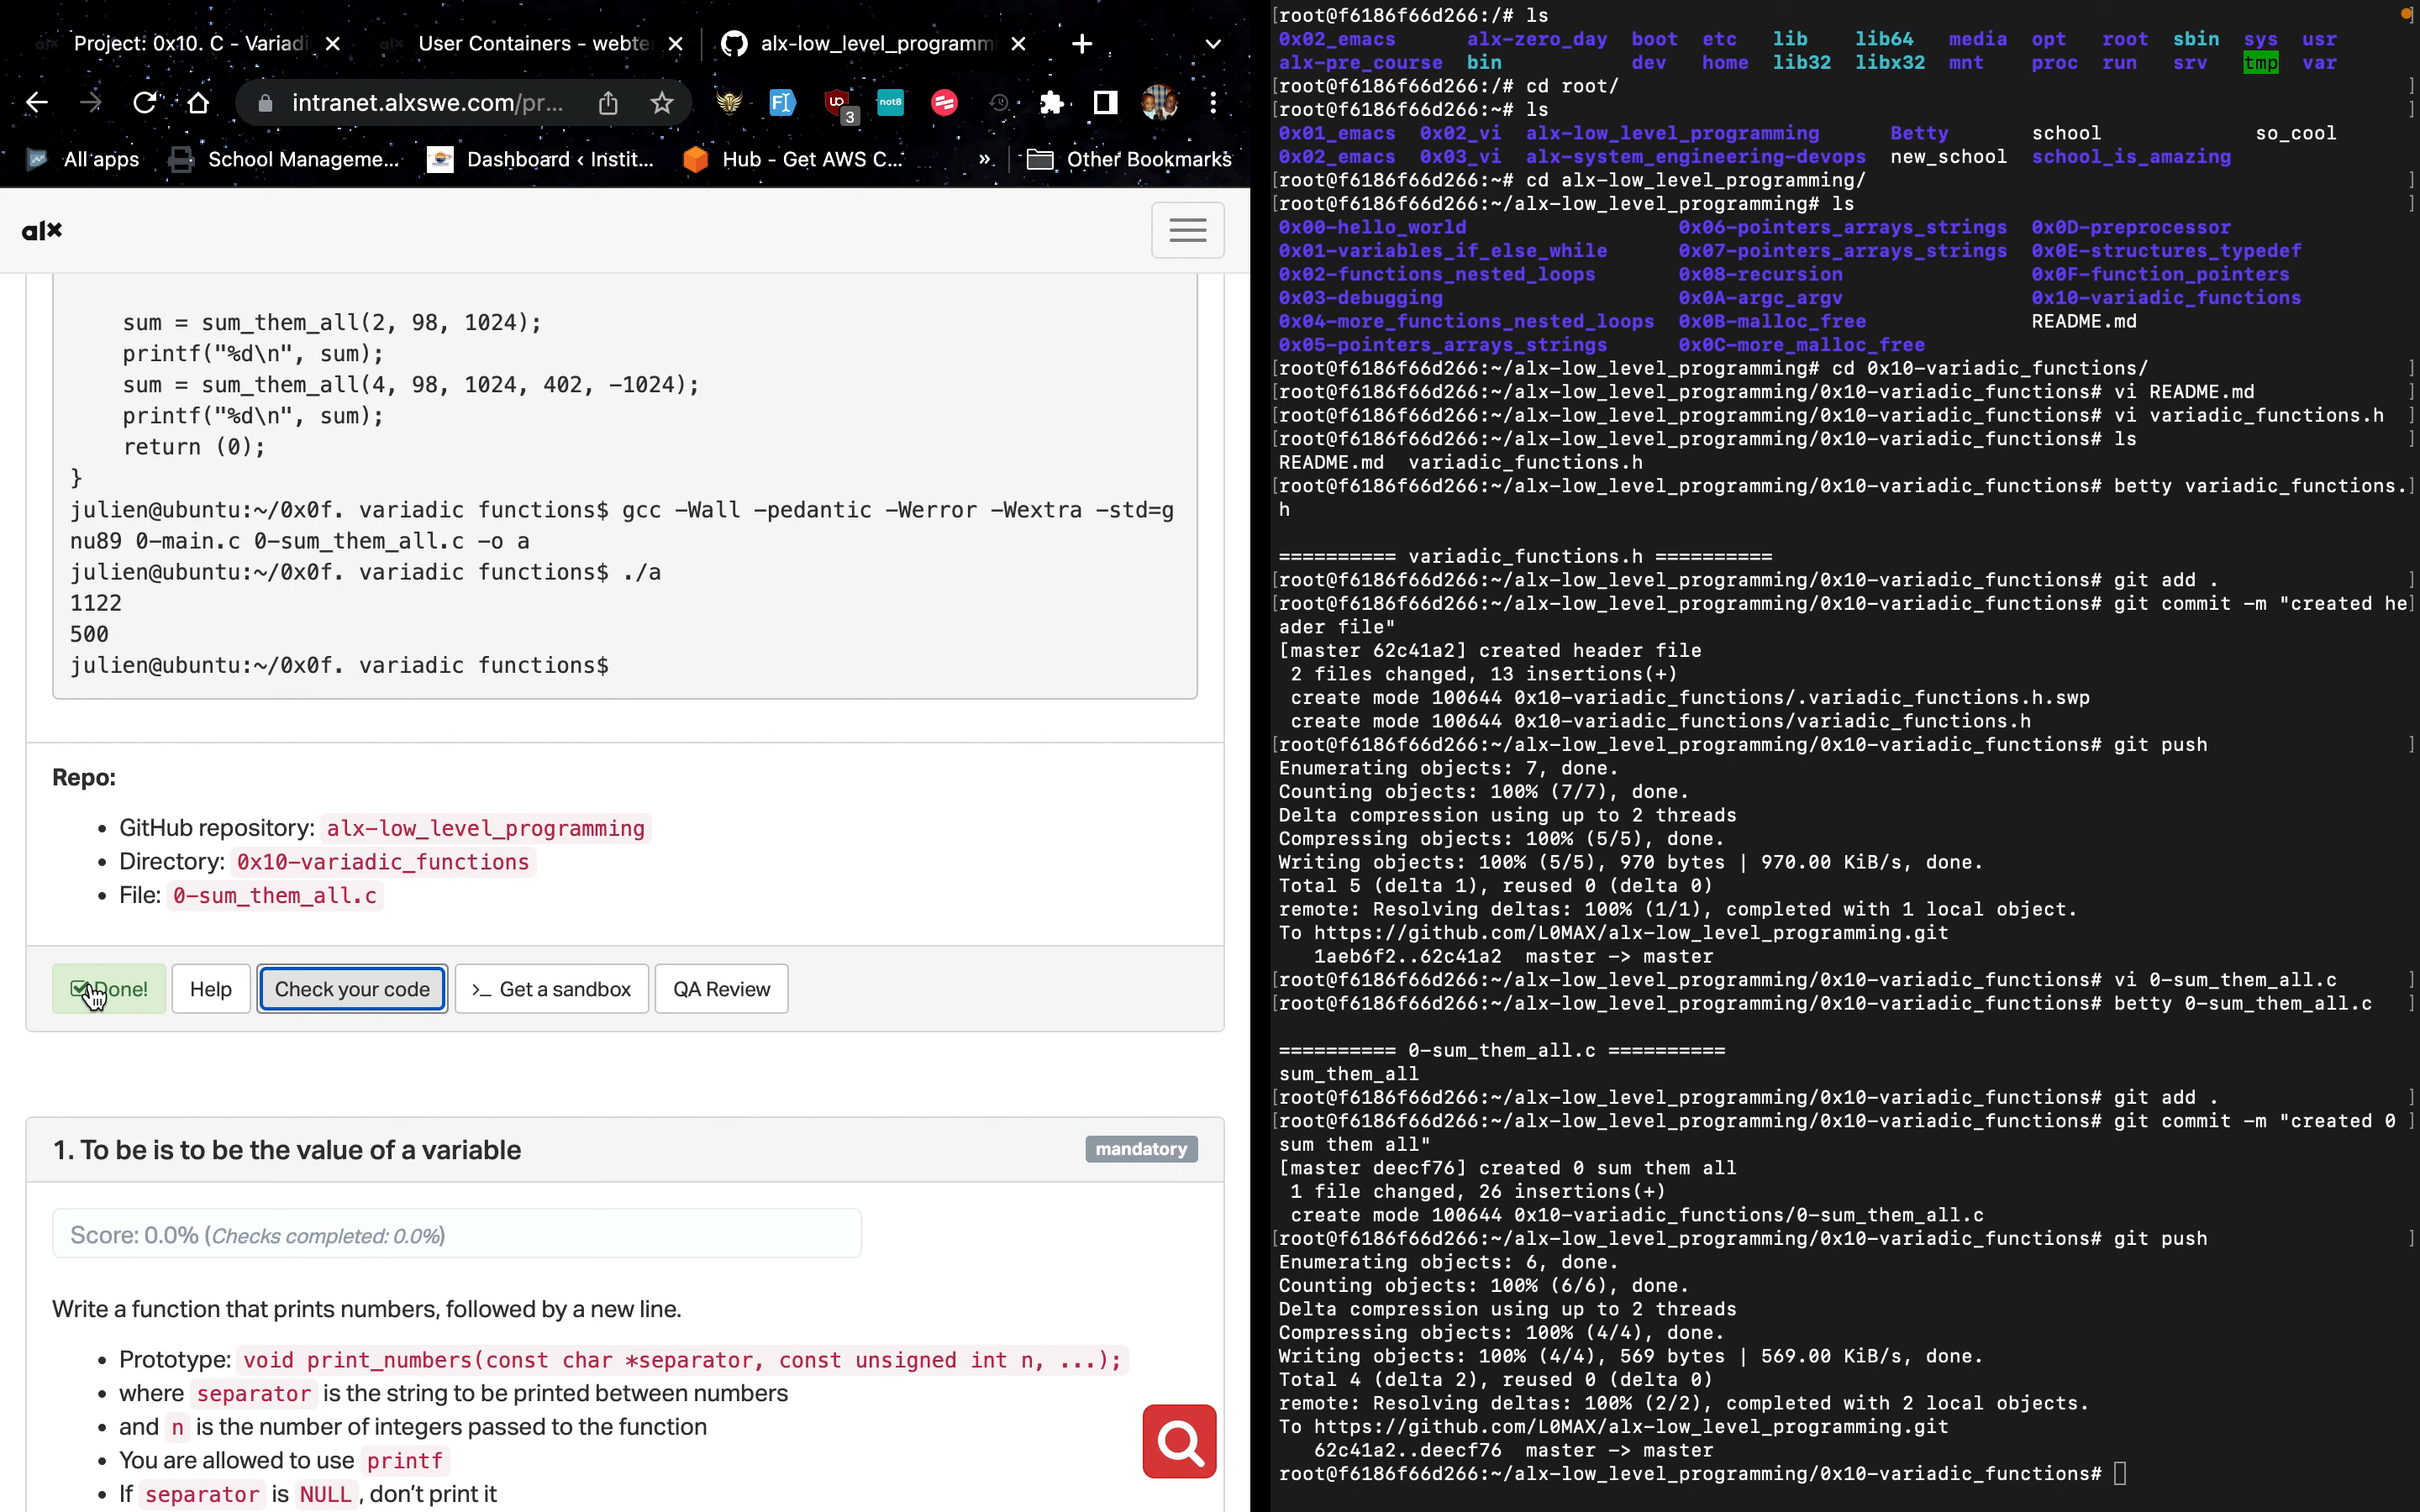 Project: 0x10. C - Variadi
User Containers - webte
alx-low_level_programmi
intranet.alxswe.com/pr...
FI
UD
3
not8
All apps
School Manageme...
Dashboard ‹ Instit...
Hub - Get AWS C...
»
Other Bookmarks
alx
sum = sum_them_all(2, 98, 1024);
printf("%d\n", sum);
sum = sum_them_all(4, 98, 1024, 402, -1024);
printf("%d\n", sum);
return (0);
}
julien@ubuntu:~/0x0f. variadic functions$ gcc -Wall -pedantic -Werror -Wextra -std=g
nu89 0-main.c 0-sum_them_all.c -o a
julien@ubuntu:~/0x0f. variadic functions$ ./a
1122
500
julien@ubuntu:~/0x0f. variadic functions$
Repo:
• GitHub repository: alx-low_level_programming
• Directory: 0x10-variadic_functions
• File: 0-sum_them_all.c
Done!
Help
Check your code
>_ Get a sandbox
QA Review
1. To be is to be the value of a variable
mandatory
Score: 0.0% (Checks completed: 0.0%)
Write a function that prints numbers, followed by a new line.
• Prototype: void print_numbers(const char *separator, const unsigned int n, ...);
• where separator is the string to be printed between numbers
• and n is the number of integers passed to the function
• You are allowed to use printf
• If separator is NULL, don't print it
[root@f6186f66d266:/# ls ]
0x02_emacs alx-zero_day boot etc lib lib64 media opt root sbin sys usr
alx-pre_course bin dev home lib32 libx32 mnt proc run srv tmp var
[root@f6186f66d266:/# cd root/ ]
[root@f6186f66d266:~# ls ]
0x01_emacs 0x02_vi alx-low_level_programming Betty school so_cool
0x02_emacs 0x03_vi alx-system_engineering-devops new_school school_is_amazing
[root@f6186f66d266:~# cd alx-low_level_programming/ ]
[root@f6186f66d266:~/alx-low_level_programming# ls ]
0x00-hello_world 0x06-pointers_arrays_strings 0x0D-preprocessor
0x01-variables_if_else_while 0x07-pointers_arrays_strings 0x0E-structures_typedef
0x02-functions_nested_loops 0x08-recursion 0x0F-function_pointers
0x03-debugging 0x0A-argc_argv 0x10-variadic_functions
0x04-more_functions_nested_loops 0x0B-malloc_free README.md
0x05-pointers_arrays_strings 0x0C-more_malloc_free
[root@f6186f66d266:~/alx-low_level_programming# cd 0x10-variadic_functions/ ]
[root@f6186f66d266:~/alx-low_level_programming/0x10-variadic_functions# vi README.md ]
[root@f6186f66d266:~/alx-low_level_programming/0x10-variadic_functions# vi variadic_functions.h ]
[root@f6186f66d266:~/alx-low_level_programming/0x10-variadic_functions# ls ]
README.md variadic_functions.h
[root@f6186f66d266:~/alx-low_level_programming/0x10-variadic_functions# betty variadic_functions.]
h
========== variadic_functions.h ==========
[root@f6186f66d266:~/alx-low_level_programming/0x10-variadic_functions# git add . ]
[root@f6186f66d266:~/alx-low_level_programming/0x10-variadic_functions# git commit -m "created he]
ader file"
[master 62c41a2] created header file
2 files changed, 13 insertions(+)
create mode 100644 0x10-variadic_functions/.variadic_functions.h.swp
create mode 100644 0x10-variadic_functions/variadic_functions.h
[root@f6186f66d266:~/alx-low_level_programming/0x10-variadic_functions# git push ]
Enumerating objects: 7, done.
Counting objects: 100% (7/7), done.
Delta compression using up to 2 threads
Compressing objects: 100% (5/5), done.
Writing objects: 100% (5/5), 970 bytes | 970.00 KiB/s, done.
Total 5 (delta 1), reused 0 (delta 0)
remote: Resolving deltas: 100% (1/1), completed with 1 local object.
To https://github.com/L0MAX/alx-low_level_programming.git
1aeb6f2..62c41a2 master -> master
[root@f6186f66d266:~/alx-low_level_programming/0x10-variadic_functions# vi 0-sum_them_all.c ]
[root@f6186f66d266:~/alx-low_level_programming/0x10-variadic_functions# betty 0-sum_them_all.c ]
========== 0-sum_them_all.c ==========
sum_them_all
[root@f6186f66d266:~/alx-low_level_programming/0x10-variadic_functions# git add . ]
[root@f6186f66d266:~/alx-low_level_programming/0x10-variadic_functions# git commit -m "created 0 ]
sum them all"
[master deecf76] created 0 sum them all
1 file changed, 26 insertions(+)
create mode 100644 0x10-variadic_functions/0-sum_them_all.c
[root@f6186f66d266:~/alx-low_level_programming/0x10-variadic_functions# git push ]
Enumerating objects: 6, done.
Counting objects: 100% (6/6), done.
Delta compression using up to 2 threads
Compressing objects: 100% (4/4), done.
Writing objects: 100% (4/4), 569 bytes | 569.00 KiB/s, done.
Total 4 (delta 2), reused 0 (delta 0)
remote: Resolving deltas: 100% (2/2), completed with 2 local objects.
To https://github.com/L0MAX/alx-low_level_programming.git
62c41a2..deecf76 master -> master
root@f6186f66d266:~/alx-low_level_programming/0x10-variadic_functions#